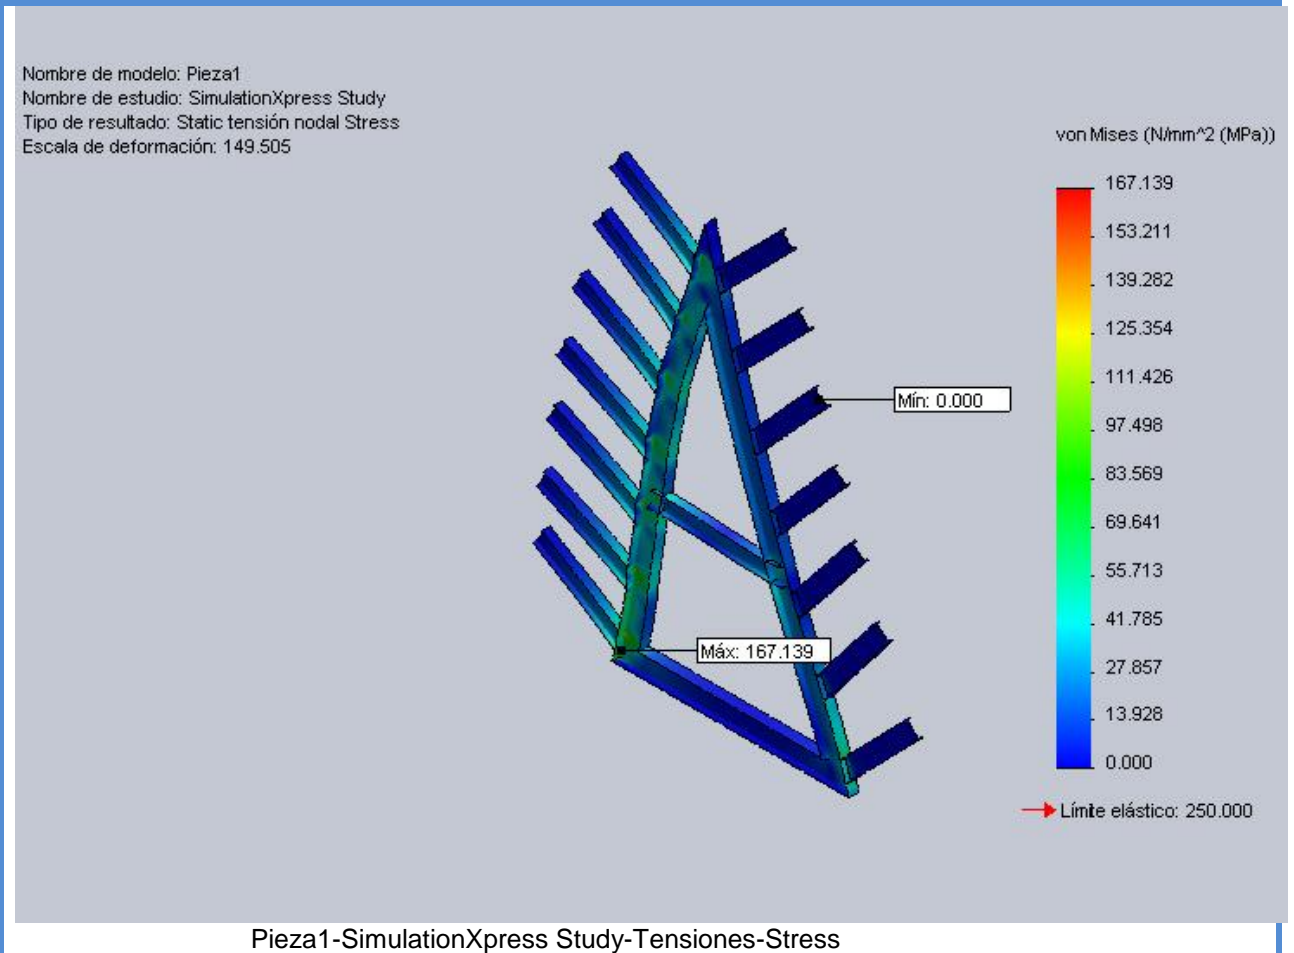 Nombre de modelo: Pieza1
Nombre de estudio: SimulationXpress Study
Tipo de resultado: Static tensión nodal Stress
Escala de deformación: 149.505
von Mises (N/mm^2 (MPa))
167.139
153.211
139.282
125.354
111.426
97.498
83.569
69.641
55.713
41.785
27.857
13.928
0.000
Límite elástico: 250.000
Mín: 0.000
Máx: 167.139
Pieza1-SimulationXpress Study-Tensiones-Stress